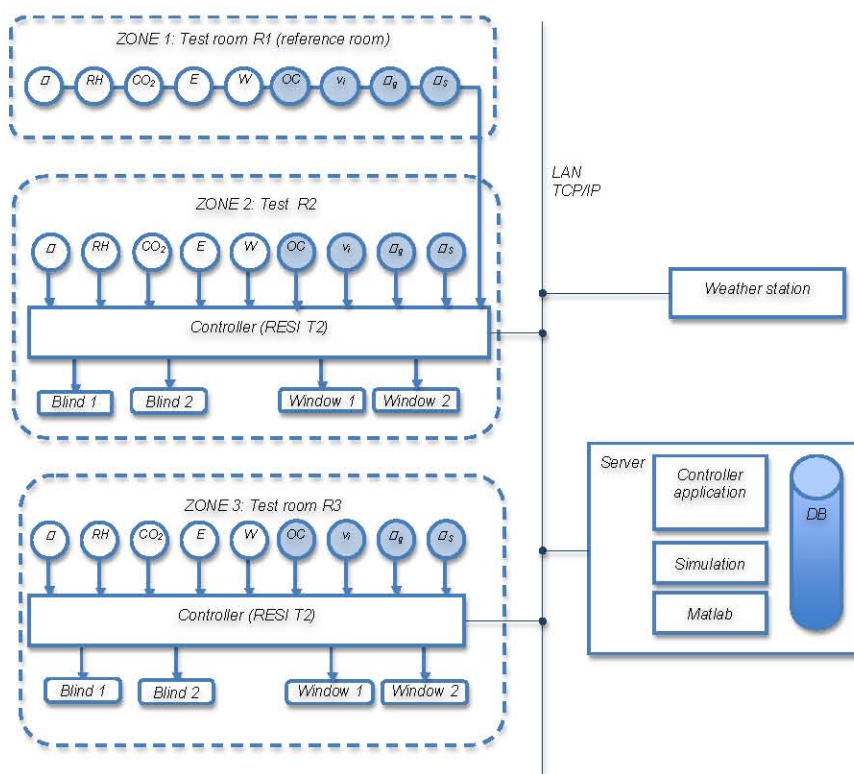 ZONE 1: Test room R1 (reference room)
□ RH CO₂ E W OC vᵢ □g □s
LAN
TCP/IP
ZONE 2: Test R2
□ RH CO₂ E W OC vᵢ □g □s
Controller (RESI T2)
Blind 1 Blind 2 Window 1 Window 2
Weather station
ZONE 3: Test room R3
□ RH CO₂ E W OC vᵢ □g □s
Controller (RESI T2)
Blind 1 Blind 2 Window 1 Window 2
Server
Controller
application
Simulation
Matlab
DB